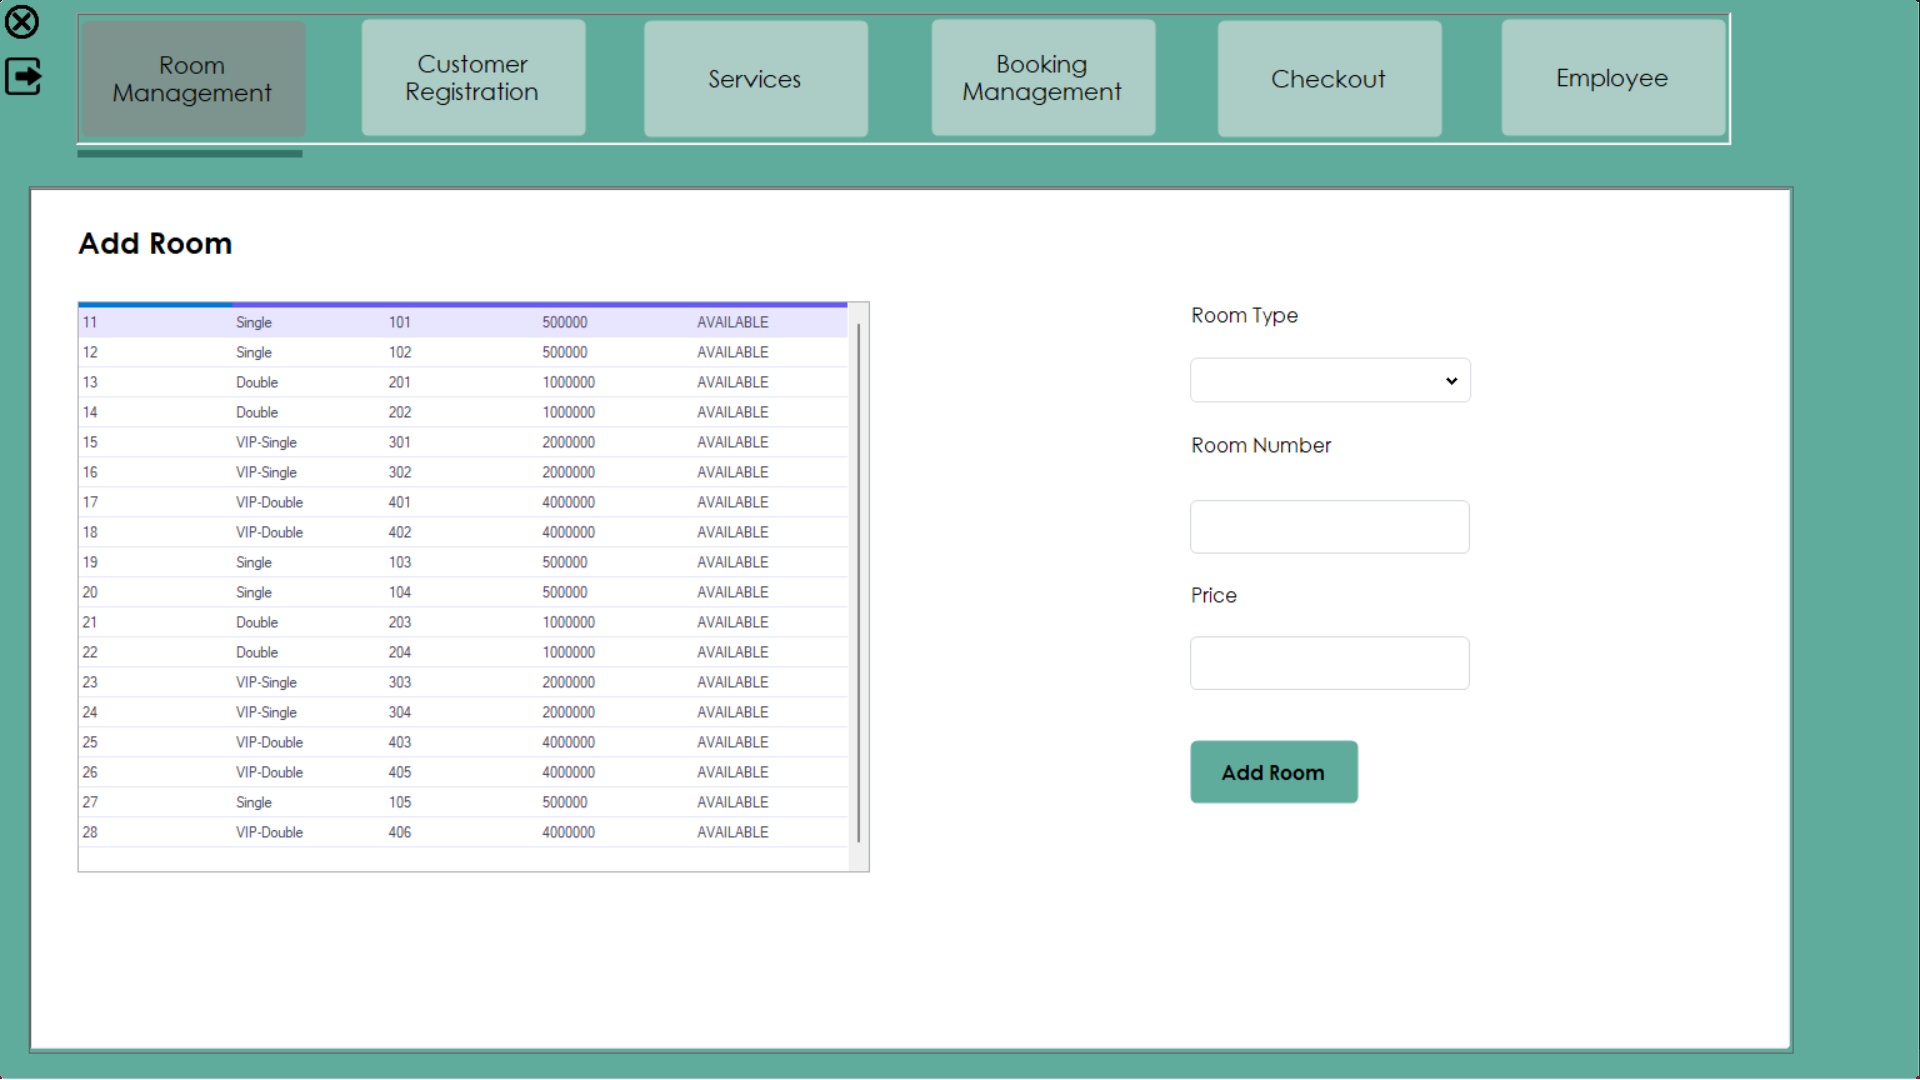 Room
Management
Customer
Registration
Services
Booking
Management
Checkout
Employee
Add Room
11 Single 101 500000 AVAILABLE
12 Single 102 500000 AVAILABLE
13 Double 201 1000000 AVAILABLE
14 Double 202 1000000 AVAILABLE
15 VIP-Single 301 2000000 AVAILABLE
16 VIP-Single 302 2000000 AVAILABLE
17 VIP-Double 401 4000000 AVAILABLE
18 VIP-Double 402 4000000 AVAILABLE
19 Single 103 500000 AVAILABLE
20 Single 104 500000 AVAILABLE
21 Double 203 1000000 AVAILABLE
22 Double 204 1000000 AVAILABLE
23 VIP-Single 303 2000000 AVAILABLE
24 VIP-Single 304 2000000 AVAILABLE
25 VIP-Double 403 4000000 AVAILABLE
26 VIP-Double 405 4000000 AVAILABLE
27 Single 105 500000 AVAILABLE
28 VIP-Double 406 4000000 AVAILABLE
Room Type
Room Number
Price
Add Room